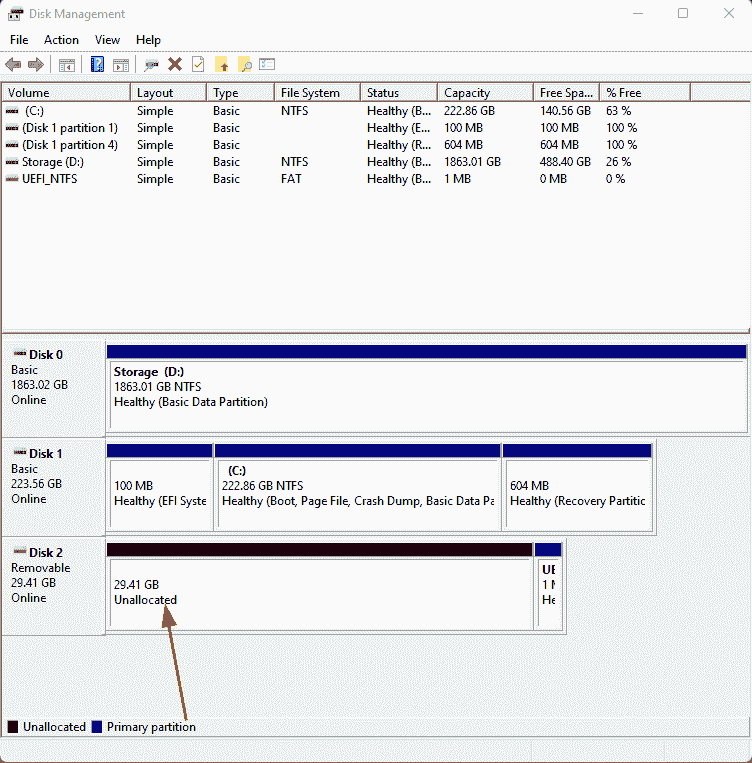 Disk Management
File Action View Help
Volume Layout Type File System Status Capacity Free Spa... % Free
(C:) Simple Basic NTFS Healthy (B... 222.86 GB 140.56 GB 63 %
(Disk 1 partition 1) Simple Basic Healthy (E... 100 MB 100 MB 100 %
(Disk 1 partition 4) Simple Basic Healthy (R... 604 MB 604 MB 100 %
Storage (D:) Simple Basic NTFS Healthy (B... 1863.01 GB 488.40 GB 26 %
UEFI_NTFS Simple Basic FAT Healthy (B... 1 MB 0 MB 0 %
Disk 0
Basic
1863.02 GB
Online
Storage (D:)
1863.01 GB NTFS
Healthy (Basic Data Partition)
Disk 1
Basic
223.56 GB
Online
100 MB
Healthy (EFI Syste
(C:)
222.86 GB NTFS
Healthy (Boot, Page File, Crash Dump, Basic Data Pa
604 MB
Healthy (Recovery Partitic
Disk 2
Removable
29.41 GB
Online
29.41 GB
Unallocated
UE
1 M
He
Unallocated Primary partition